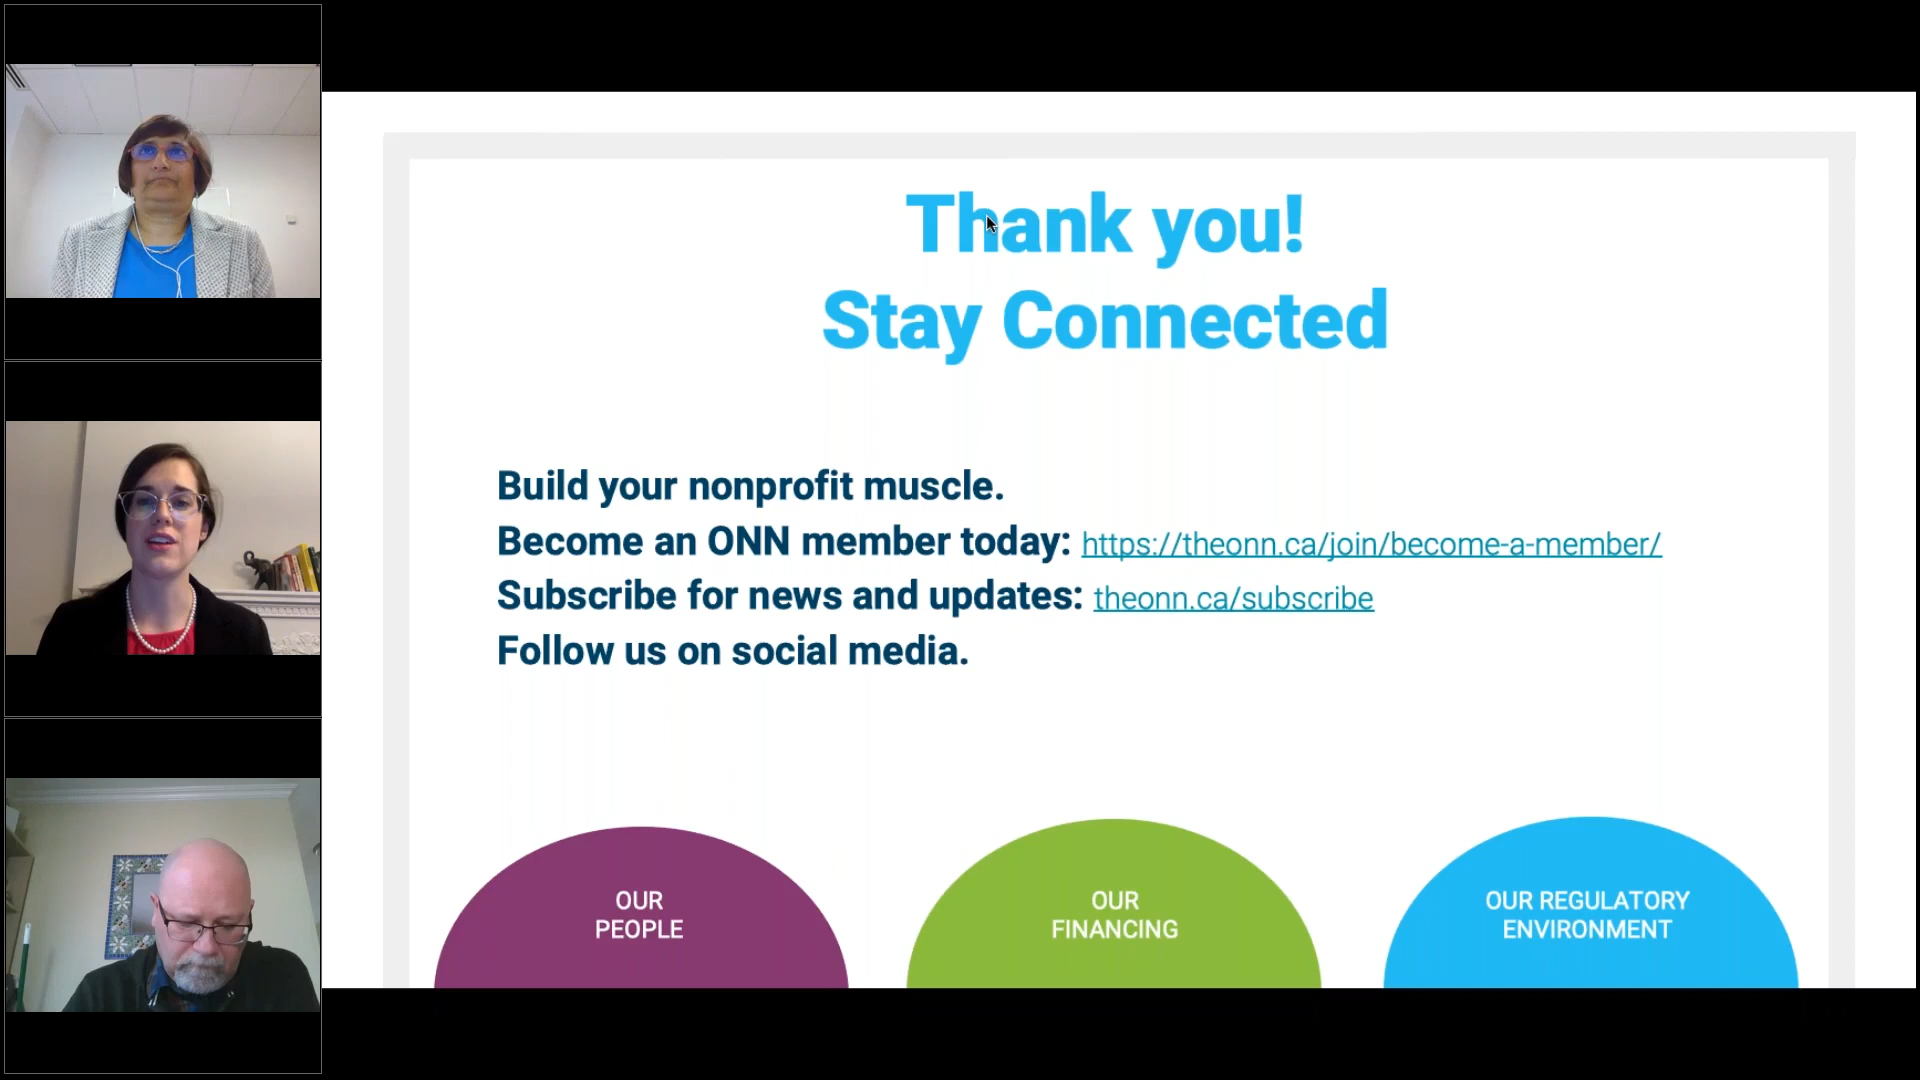 Thank you!
Stay Connected
Build your nonprofit muscle.
Become an ONN member today: https://theonn.ca/join/become-a-member/
Subscribe for news and updates: theonn.ca/subscribe
Follow us on social media.
OUR
PEOPLE
OUR
FINANCING
OUR REGULATORY
ENVIRONMENT